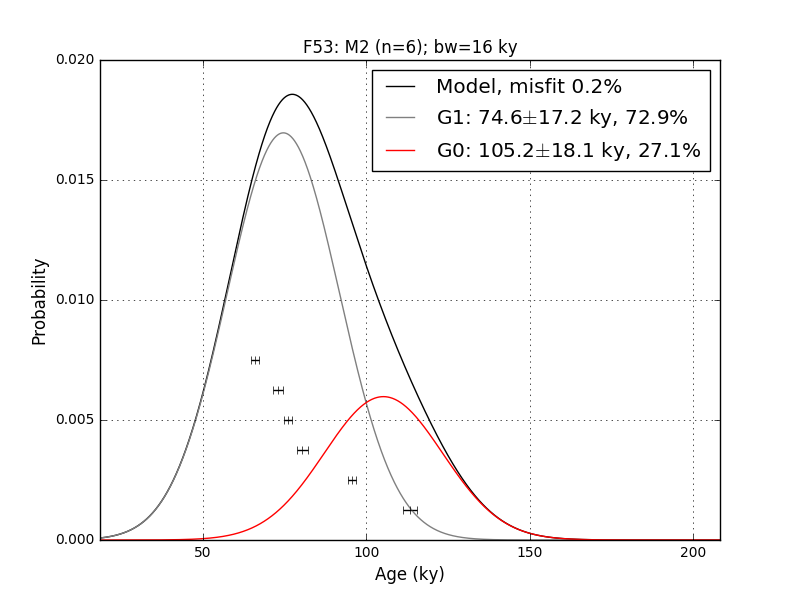 F53: M2 (n=6); bw=16 ky
Model, misfit 0.2%
G1: 74.6±17.2 ky, 72.9%
G0: 105.2±18.1 ky, 27.1%
0.020
0.015
0.010
0.005
0.000
Probability
50
100
150
200
Age (ky)